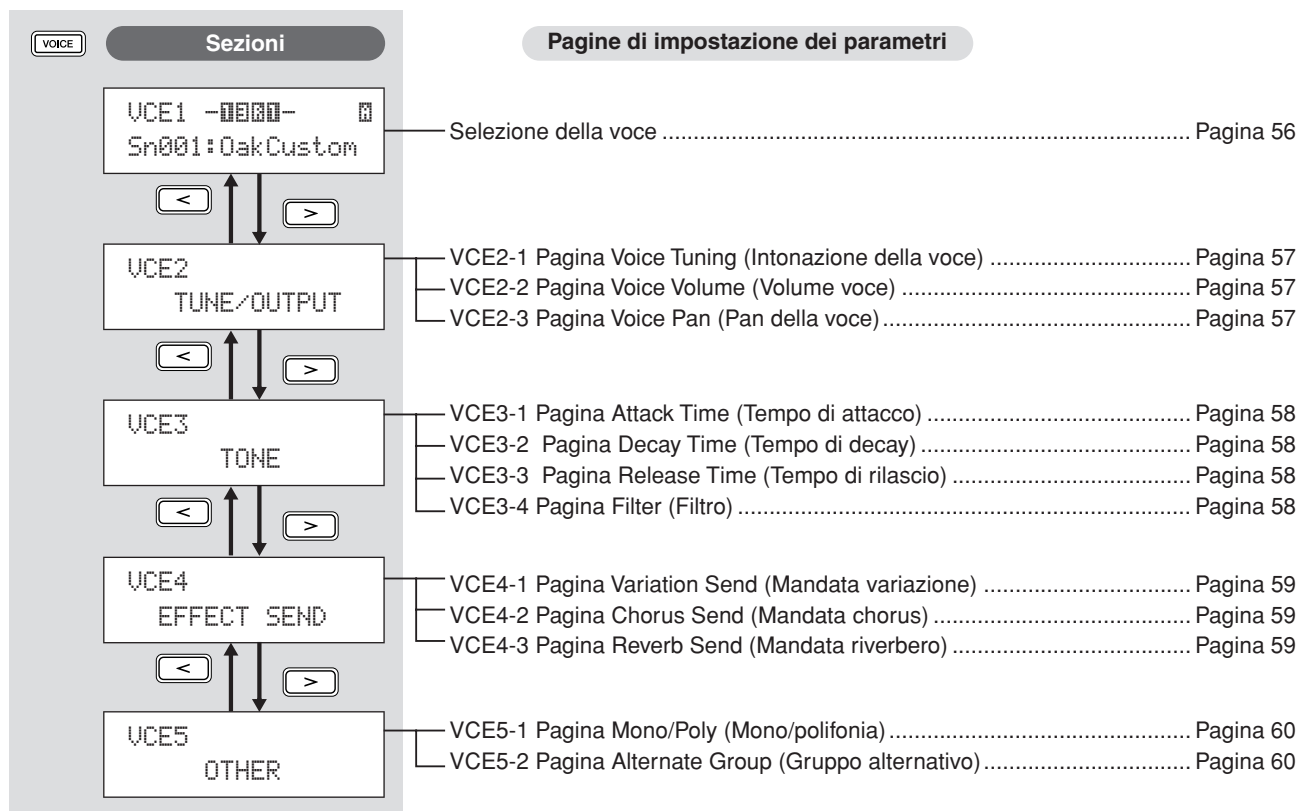 VOICE Sezioni Pagine di impostazione dei parametri
VCE1 -1E01-
Sn001:OakCustom
Selezione della voce ................ Pagina 56
< >
VCE2
TUNE/OUTPUT
VCE2-1 Pagina Voice Tuning (Intonazione della voce) ................ Pagina 57
VCE2-2 Pagina Voice Volume (Volume voce) ................ Pagina 57
VCE2-3 Pagina Voice Pan (Pan della voce) ................ Pagina 57
< >
VCE3
TONE
VCE3-1 Pagina Attack Time (Tempo di attacco) ................ Pagina 58
VCE3-2 Pagina Decay Time (Tempo di decay) ................ Pagina 58
VCE3-3 Pagina Release Time (Tempo di rilascio) ................ Pagina 58
VCE3-4 Pagina Filter (Filtro) ................ Pagina 58
< >
VCE4
EFFECT SEND
VCE4-1 Pagina Variation Send (Mandata variazione) ................ Pagina 59
VCE4-2 Pagina Chorus Send (Mandata chorus) ................ Pagina 59
VCE4-3 Pagina Reverb Send (Mandata riverbero) ................ Pagina 59
< >
VCE5
OTHER
VCE5-1 Pagina Mono/Poly (Mono/polifonia) ................ Pagina 60
VCE5-2 Pagina Alternate Group (Gruppo alternativo) ................ Pagina 60